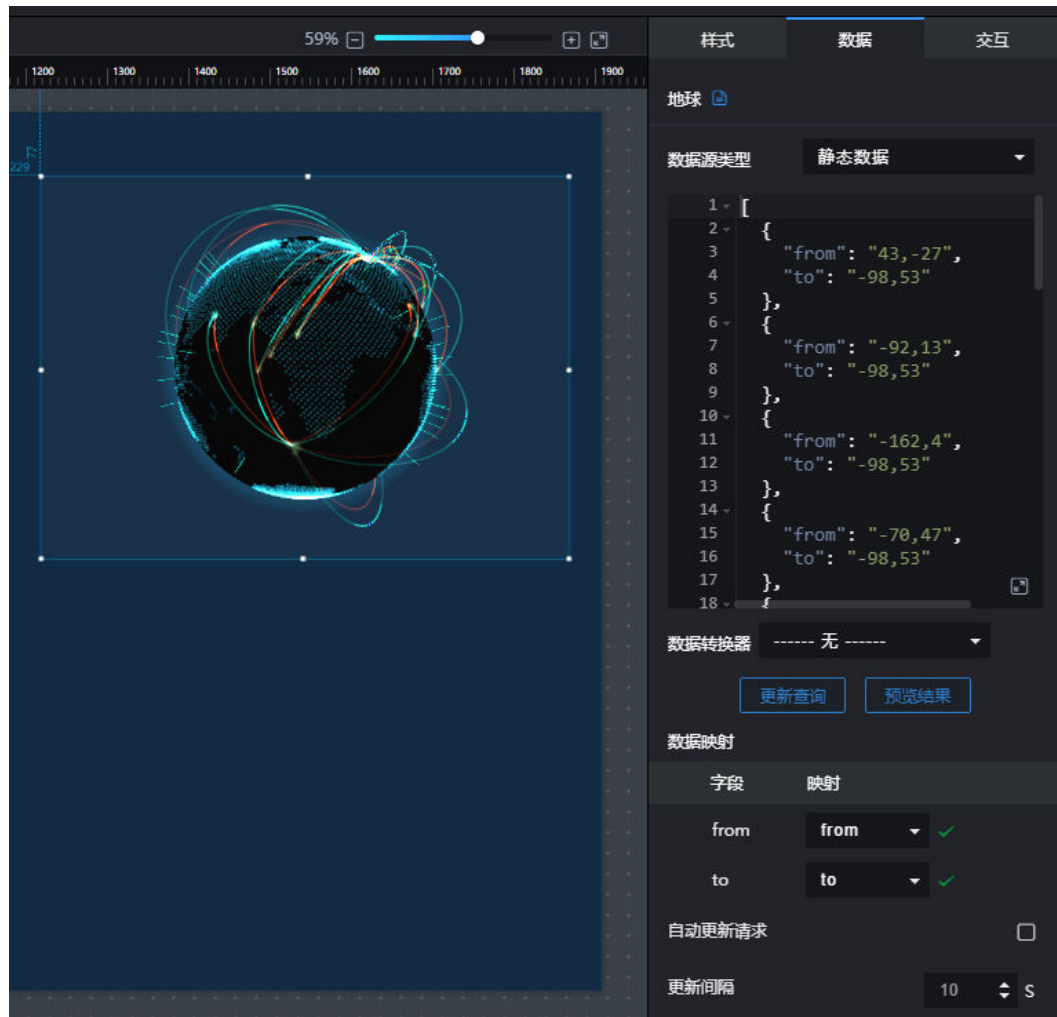 59%
样式 数据 交互
1200 1300 1400 1500 1600 1700 1800 1900
地球
77
229
数据源类型 静态数据
1 [
2 {
3 "from": "43,-27",
4 "to": "-98,53"
5 },
6 {
7 "from": "-92,13",
8 "to": "-98,53"
9 },
10 {
11 "from": "-162,4",
12 "to": "-98,53"
13 },
14 {
15 "from": "-70,47",
16 "to": "-98,53"
17 },
18 {
数据转换器 ------ 无 ------
更新查询 预览结果
数据映射
字段 映射
from from
to to
自动更新请求
更新间隔 10 S